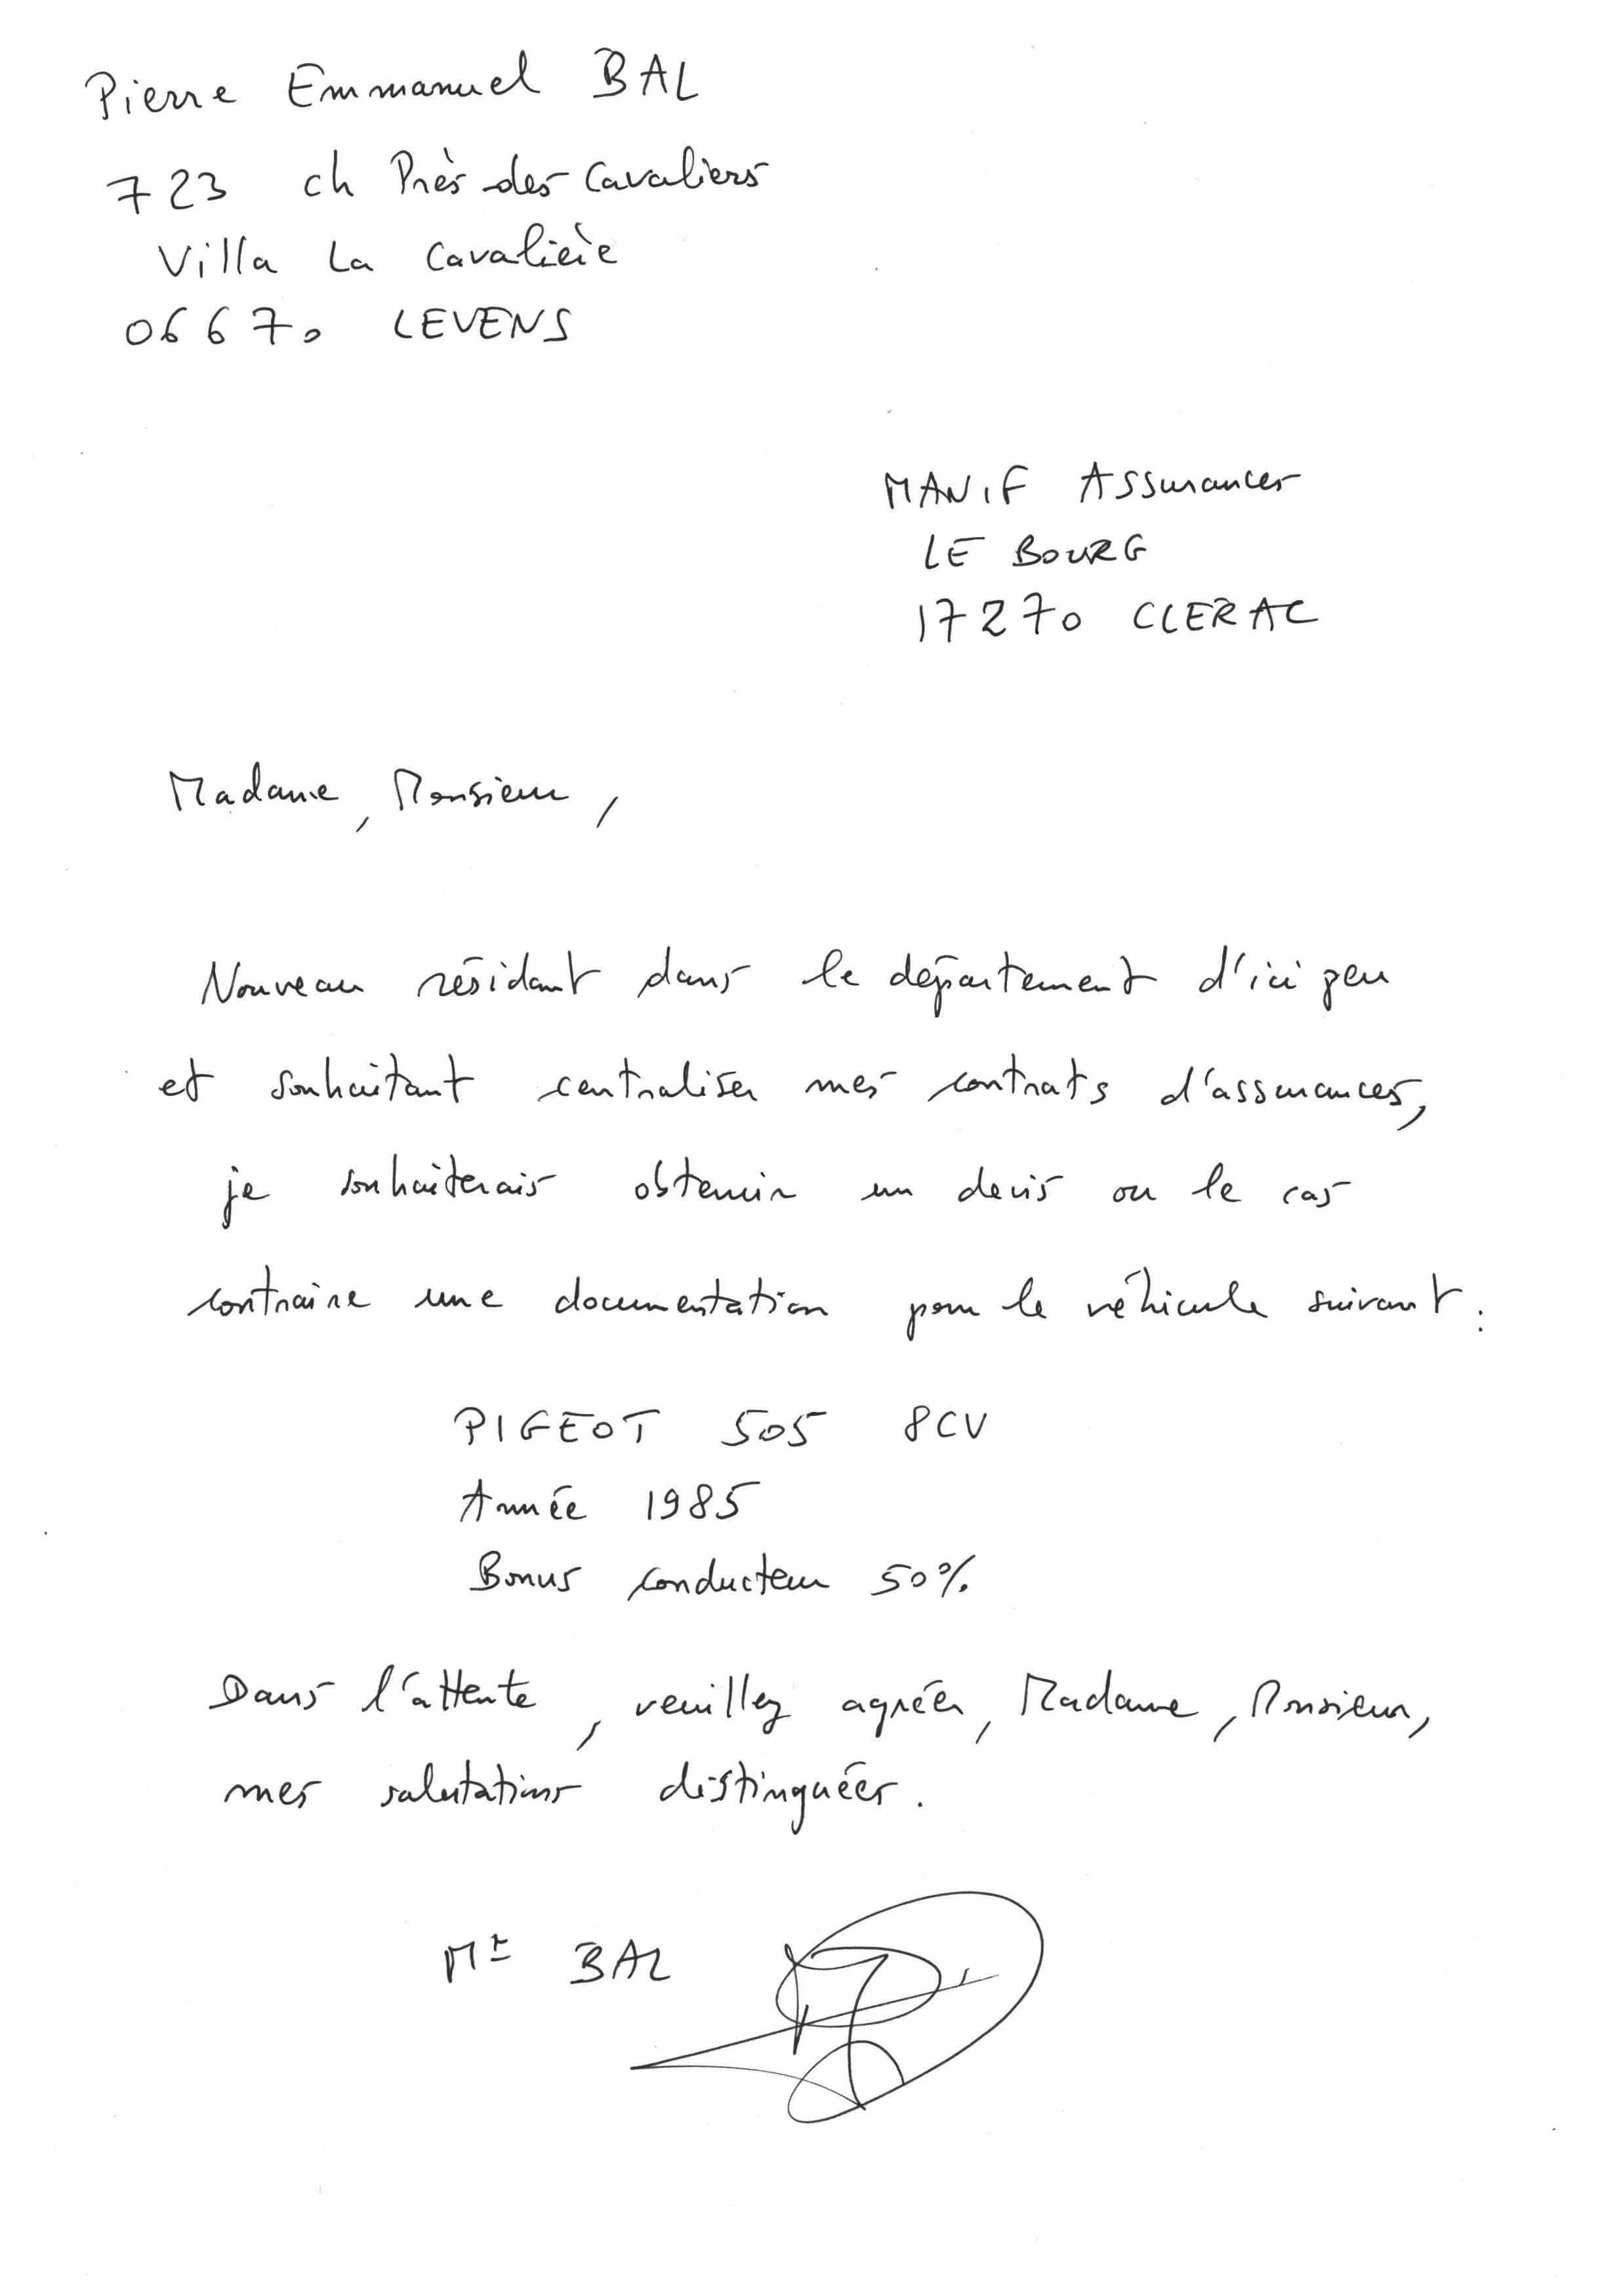 Pierre Emmanuel BAL
723 ch Près des Cavaliers
Villa La Cavalière
06670 LEVENS
MANIF Assurances
LE BOURG
17270 CLERAC
Madame, Monsieur,
Nouveau résidant dans le département d'ici peu
et souhaitant centraliser mes contrats d'assurances,
je souhaiterais obtenir un devis ou le cas
contraire une documentation pour le véhicule suivant :
PIGEOT 505 8CV
Année 1985
Bonus conducteur 50%
Dans l'attente, veuillez agréer, Madame, Monsieur,
mes salutations distinguées.
Mr BAL